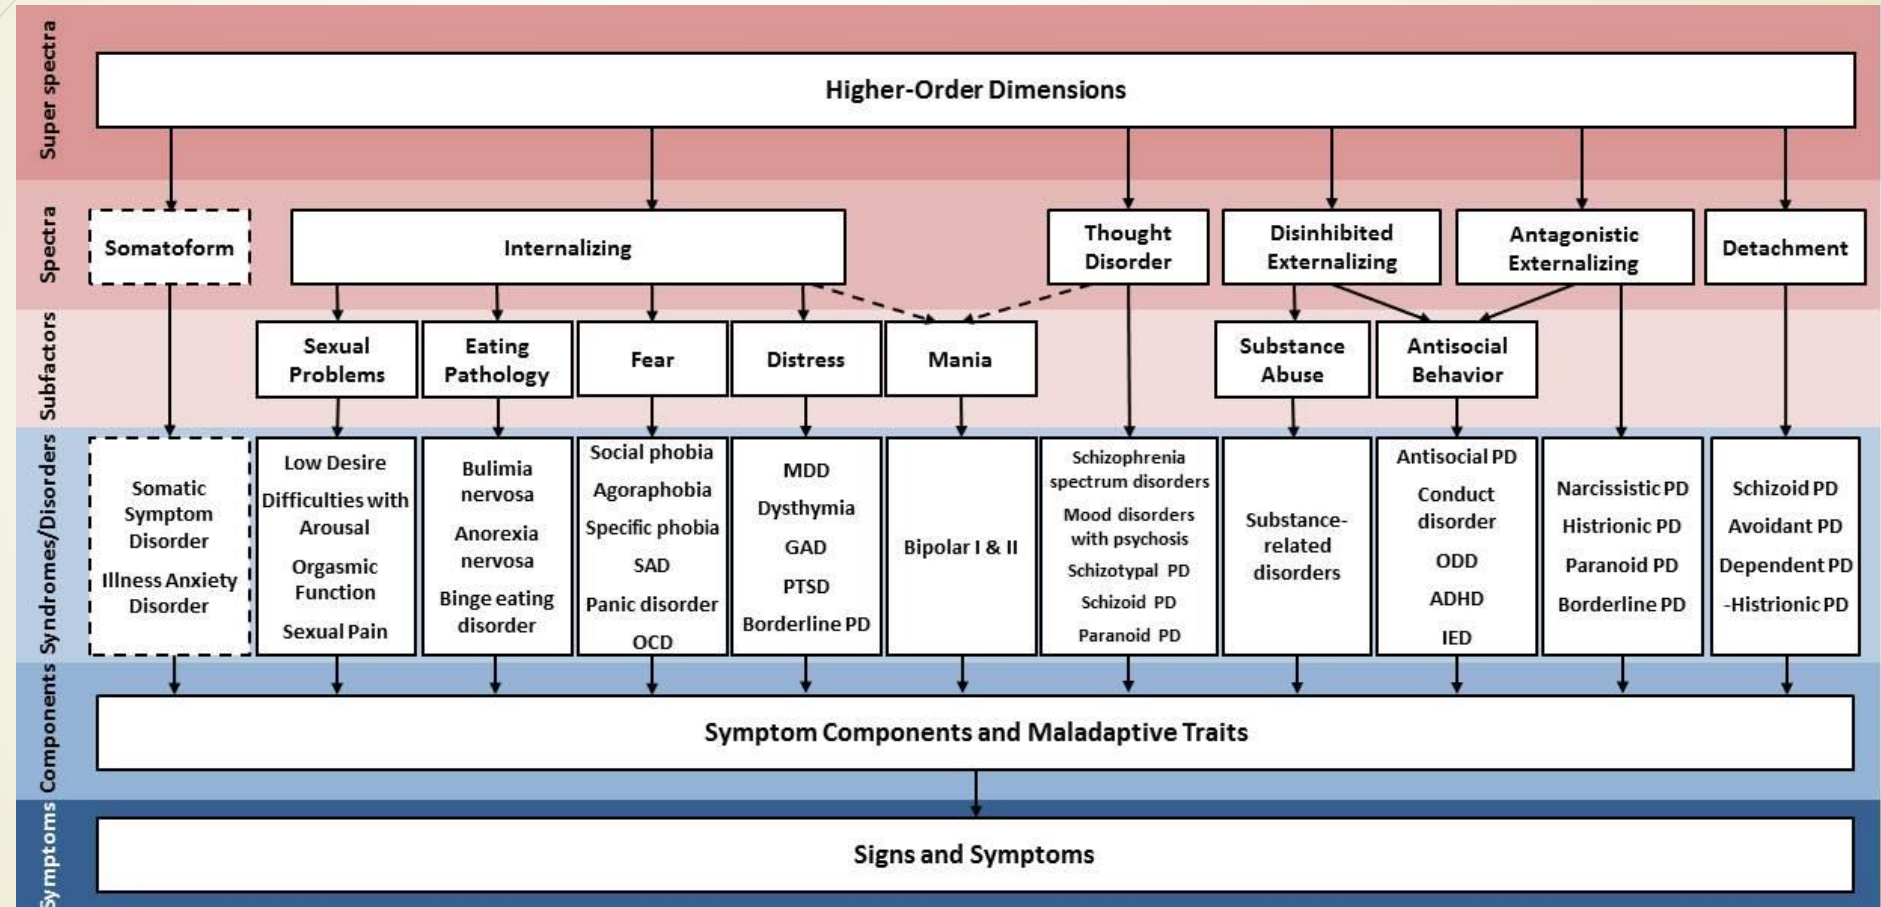 Super spectra
Higher-Order Dimensions
Spectra
Somatoform
Internalizing
Thought
Disorder
Disinhibited
Externalizing
Antagonistic
Externalizing
Detachment
Subfactors
Sexual
Problems
Eating
Pathology
Fear
Distress
Mania
Substance
Abuse
Antisocial
Behavior
Syndromes/Disorders
Somatic
Symptom
Disorder
Illness Anxiety
Disorder
Low Desire
Difficulties with
Arousal
Orgasmic
Function
Sexual Pain
Bulimia
nervosa
Anorexia
nervosa
Binge eating
disorder
Social phobia
Agoraphobia
Specific phobia
SAD
Panic disorder
OCD
MDD
Dysthymia
GAD
PTSD
Borderline PD
Bipolar I & II
Schizophrenia
spectrum disorders
Mood disorders
with psychosis
Schizotypal PD
Schizoid PD
Paranoid PD
Substance-
related
disorders
Antisocial PD
Conduct
disorder
ODD
ADHD
IED
Narcissistic PD
Histrionic PD
Paranoid PD
Borderline PD
Schizoid PD
Avoidant PD
Dependent PD
-Histrionic PD
Components
Symptom Components and Maladaptive Traits
Symptoms
Signs and Symptoms